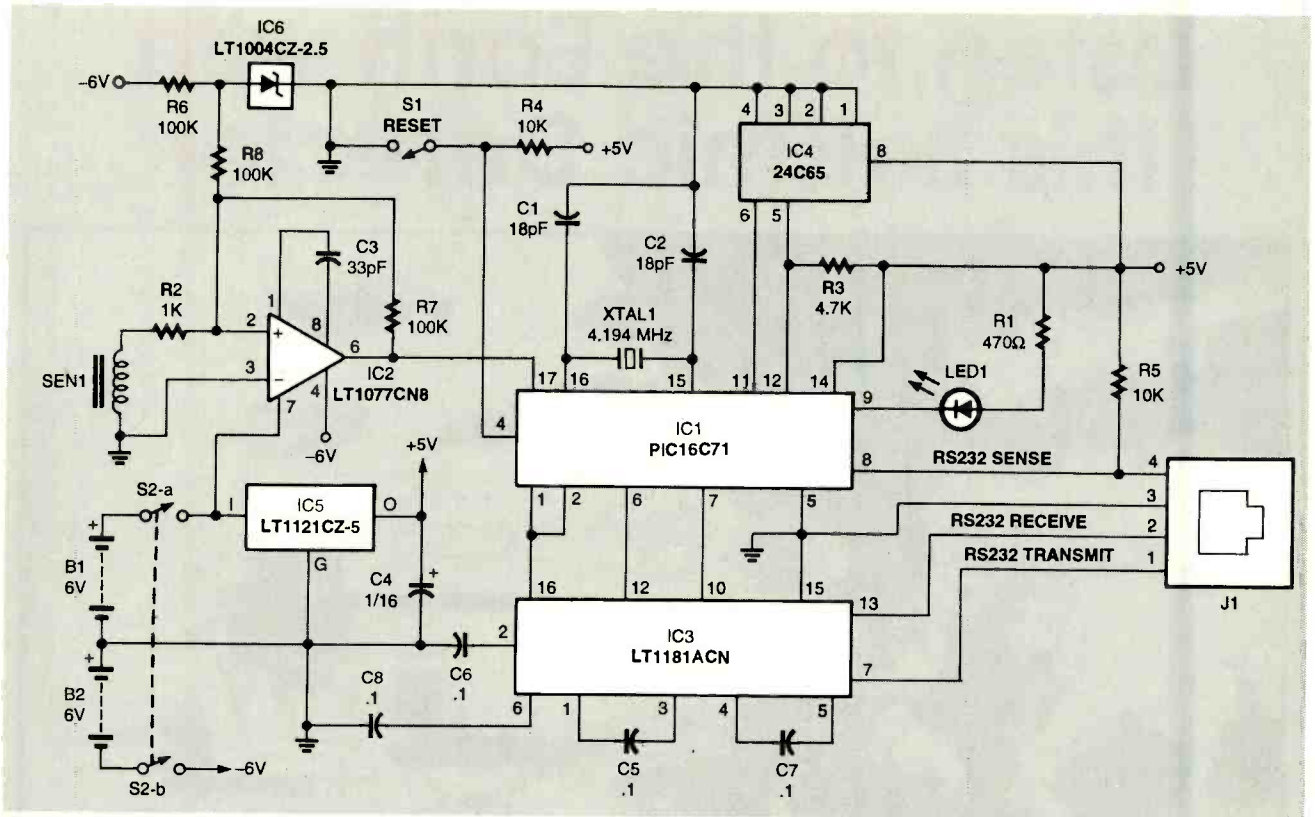 IC6
LT1004CZ-2.5
–6V
R6
100K
S1
RESET
R4
10K
+5V
4
3
2
1
IC4
24C65
8
6
5
R8
100K
C1
18pF
C2
18pF
C3
33pF
R3
4.7K
+5V
R2
1K
1
2
+
8
3
–
4
7
6
IC2
LT1077CN8
R7
100K
XTAL1
4.194 MHz
R1
470Ω
LED1
R5
10K
SEN1
–6V
17
16
15
11
12
14
9
4
IC1
PIC16C71
8
RS232 SENSE
4
1
2
6
7
5
3
RS232 RECEIVE
2
RS232 TRANSMIT
1
J1
S2-a
I
IC5
LT1121CZ-5
O
G
+5V
+
B1
6V
C4
1/16
+
16
12
10
15
13
2
IC3
LT1181ACN
7
C6
.1
+
B2
6V
C8
.1
6
1
3
4
5
C5
.1
C7
.1
S2-b
–6V